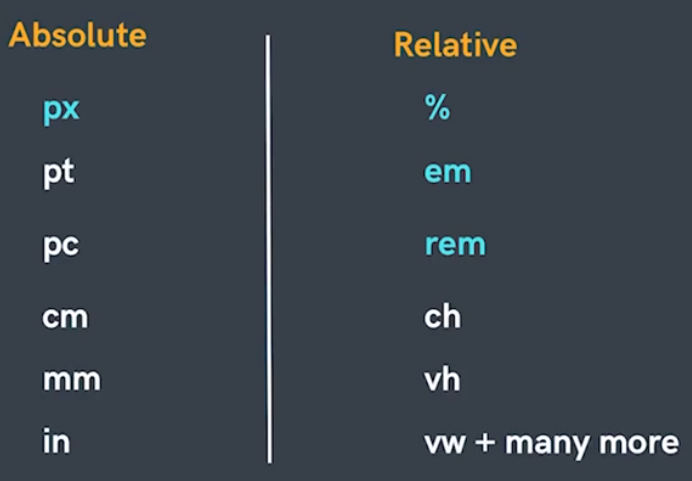 Absolute
px
pt
pc
cm
mm
in
Relative
%
em
rem
ch
vh
vw + many more